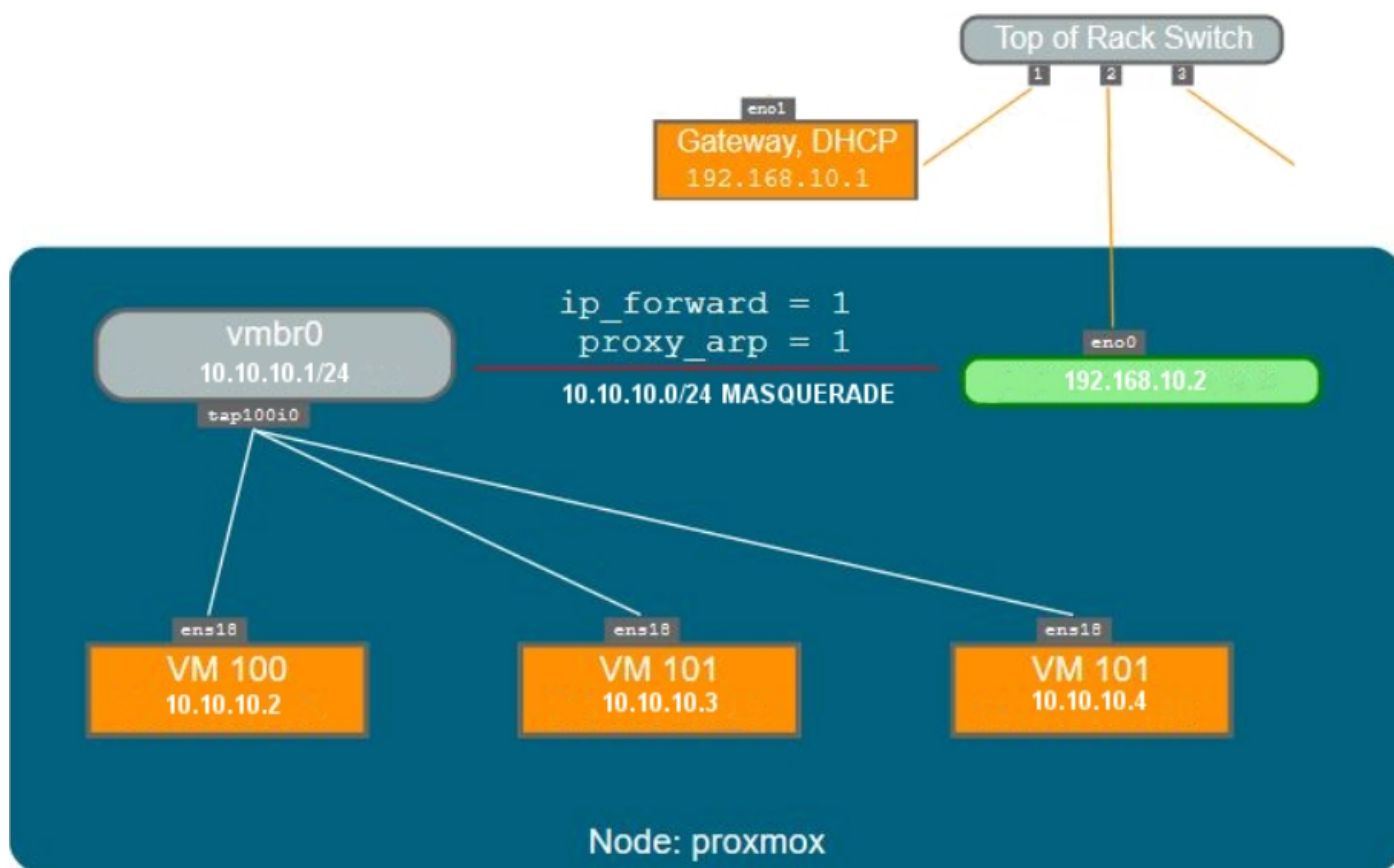 Top of Rack Switch
1 2 3
eno1
Gateway, DHCP
192.168.10.1
ip_forward = 1
proxy_arp = 1
vmbr0
10.10.10.1/24
tap100i0
10.10.10.0/24 MASQUERADE
eno0
192.168.10.2
ens18
VM 100
10.10.10.2
ens18
VM 101
10.10.10.3
ens18
VM 101
10.10.10.4
Node: proxmox